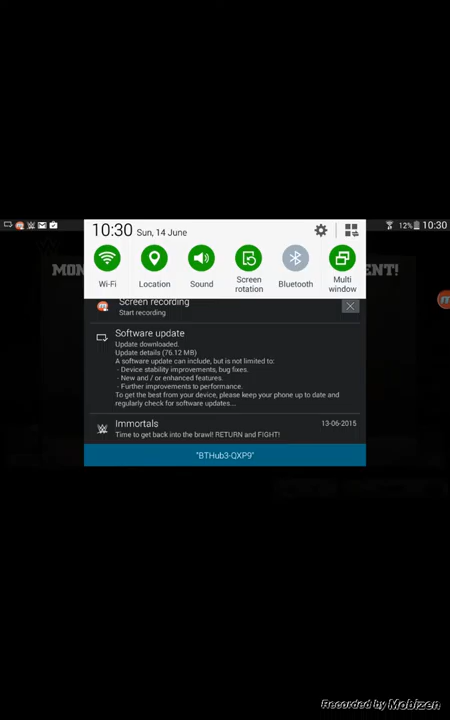 12% 10:30
10:30 Sun, 14 June
Wi-Fi
Location
Sound
Screen
rotation
Bluetooth
Multi
window
Screen recording
Start recording
Software update
Update downloaded.
Update details (76.12 MB)
A software update can include, but is not limited to:
- Device stability improvements, bug fixes.
- New and / or enhanced features.
- Further improvements to performance.
To get the best from your device, please keep your phone up to date and
regularly check for software updates...
Immortals 13-06-2015
Time to get back into the brawl! RETURN and FIGHT!
"BTHub3-QXP9"
Recorded by Mobizen